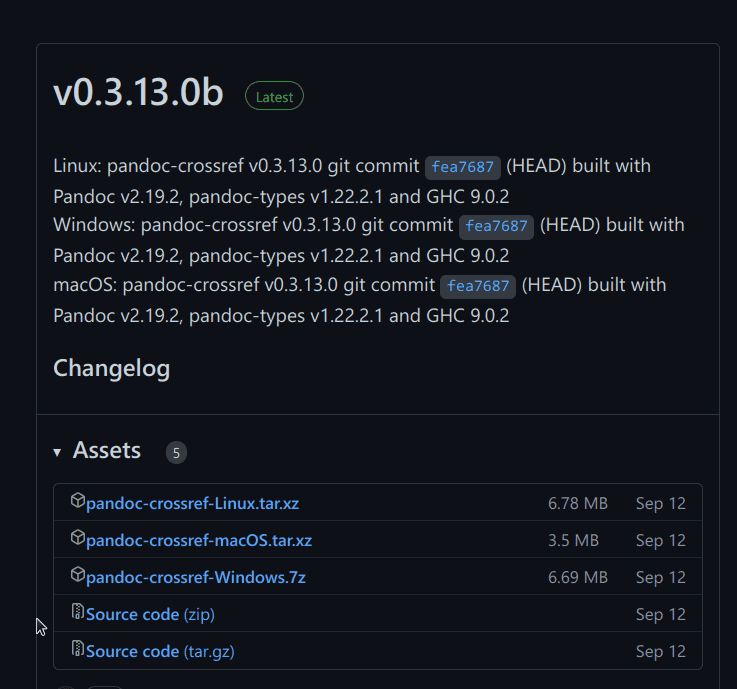 v0.3.13.0b Latest
Linux: pandoc-crossref v0.3.13.0 git commit fea7687 (HEAD) built with
Pandoc v2.19.2, pandoc-types v1.22.2.1 and GHC 9.0.2
Windows: pandoc-crossref v0.3.13.0 git commit fea7687 (HEAD) built with
Pandoc v2.19.2, pandoc-types v1.22.2.1 and GHC 9.0.2
macOS: pandoc-crossref v0.3.13.0 git commit fea7687 (HEAD) built with
Pandoc v2.19.2, pandoc-types v1.22.2.1 and GHC 9.0.2
Changelog
Assets 5
pandoc-crossref-Linux.tar.xz 6.78 MB Sep 12
pandoc-crossref-macOS.tar.xz 3.5 MB Sep 12
pandoc-crossref-Windows.7z 6.69 MB Sep 12
Source code (zip) Sep 12
Source code (tar.gz) Sep 12